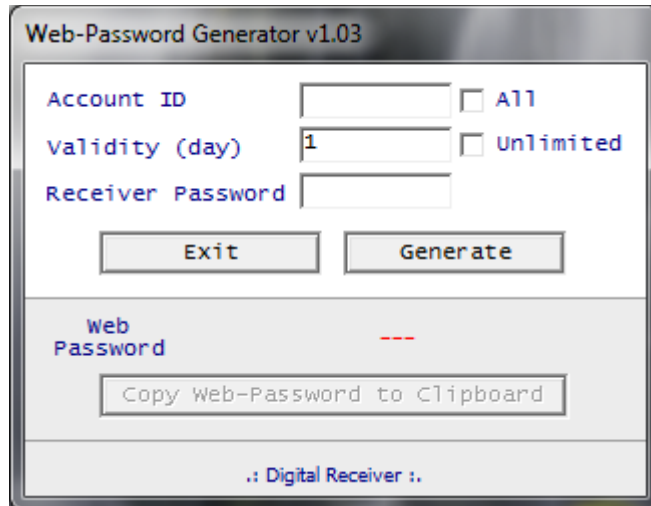 Web-Password Generator v1.03
Account ID All
Validity (day) 1 Unlimited
Receiver Password
Exit Generate
Web
Password ---
Copy Web-Password to Clipboard
.: Digital Receiver :.